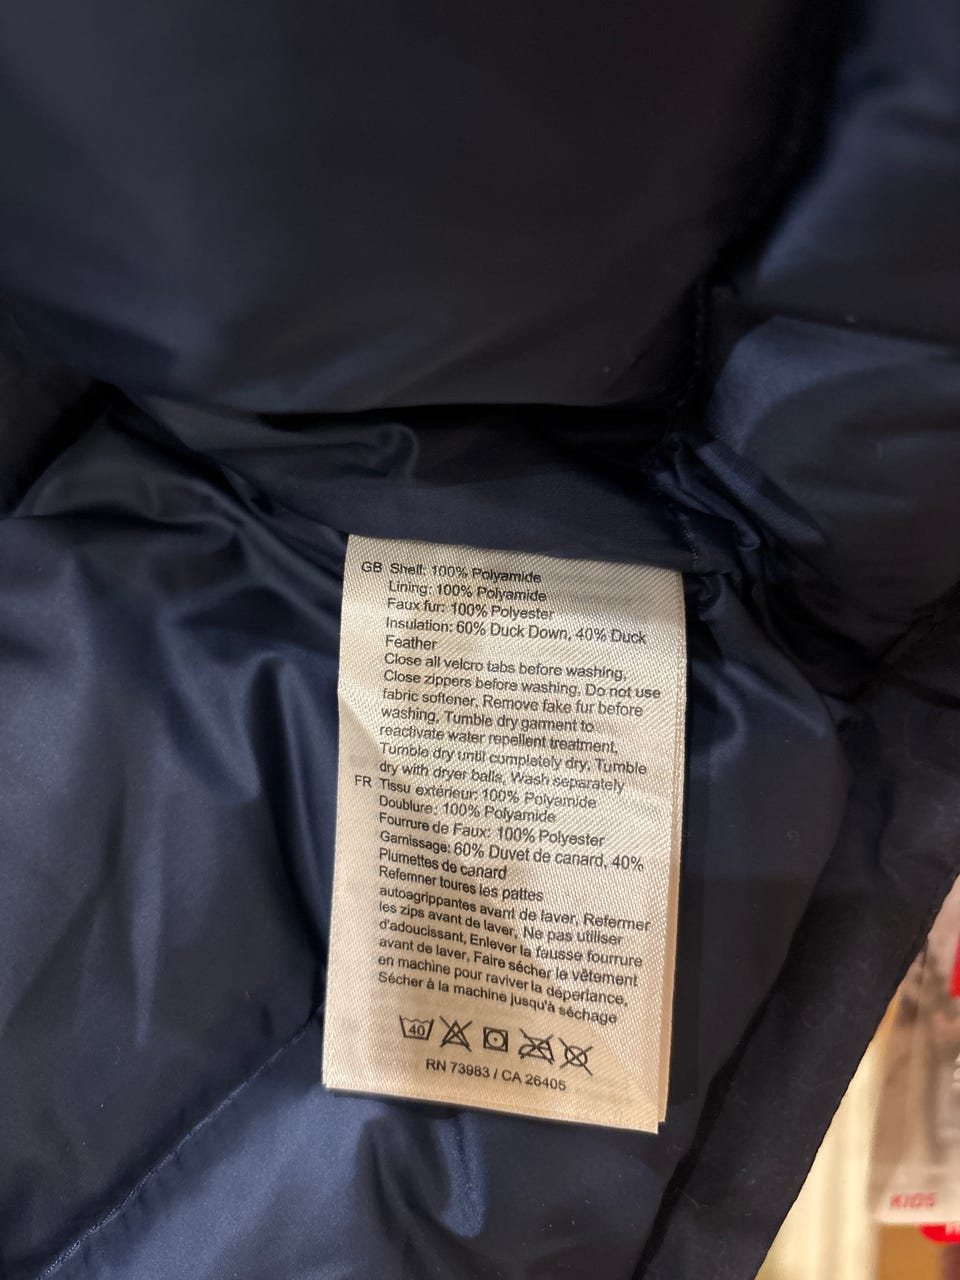 GB Shell: 100% Polyamide
Lining: 100% Polyamide
Faux fur: 100% Polyester
Insulation: 60% Duck Down, 40% Duck
Feather
Close all velcro tabs before washing,
Close zippers before washing, Do not use
fabric softener, Remove fake fur before
washing, Tumble dry garment to
reactivate water repellent treatment,
Tumble dry until completely dry, Tumble
dry with dryer balls, Wash separately
FR Tissu extérieur: 100% Polyamide
Doublure: 100% Polyamide
Fourrure de Faux: 100% Polyester
Garnissage: 60% Duvet de canard, 40%
Plumettes de canard
Refemner toures les pattes
autoagrippantes avant de laver, Refermer
les zips avant de laver, Ne pas utiliser
d'adoucissant, Enlever la fausse fourrure
avant de laver, Faire sécher le vêtement
en machine pour raviver la déperlance,
Sécher à la machine jusqu'à séchage
40
RN 73983 / CA 26405
KIDS